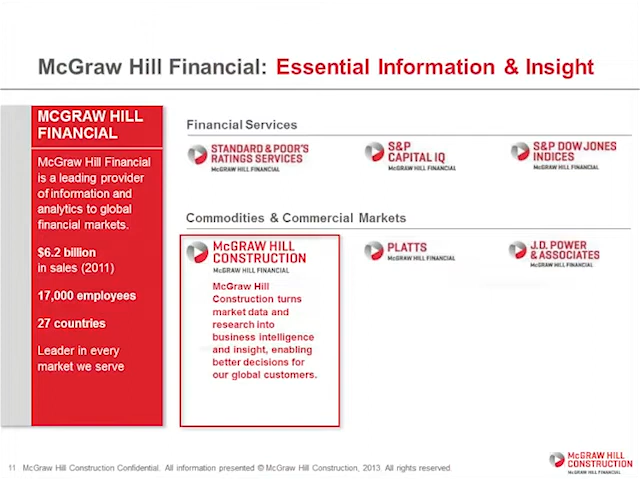 McGraw Hill Financial: Essential Information & Insight
MCGRAW HILL
FINANCIAL
McGraw Hill Financial
is a leading provider
of information and
analytics to global
financial markets.
$6.2 billion
in sales (2011)
17,000 employees
27 countries
Leader in every
market we serve
Financial Services
STANDARD & POOR'S
RATINGS SERVICES
McGRAW HILL FINANCIAL
S&P
CAPITAL IQ
McGRAW HILL FINANCIAL
S&P DOW JONES
INDICES
McGRAW HILL FINANCIAL
Commodities & Commercial Markets
McGRAW HILL
CONSTRUCTION
McGRAW HILL FINANCIAL
McGraw Hill
Construction turns
market data and
research into
business intelligence
and insight, enabling
better decisions for
our global customers.
PLATTS
McGRAW HILL FINANCIAL
J.D. POWER
& ASSOCIATES
McGRAW HILL FINANCIAL
11 McGraw Hill Construction Confidential. All information presented © McGraw Hill Construction, 2013. All rights reserved.
McGRAW HILL
CONSTRUCTION
McGRAW HILL FINANCIAL